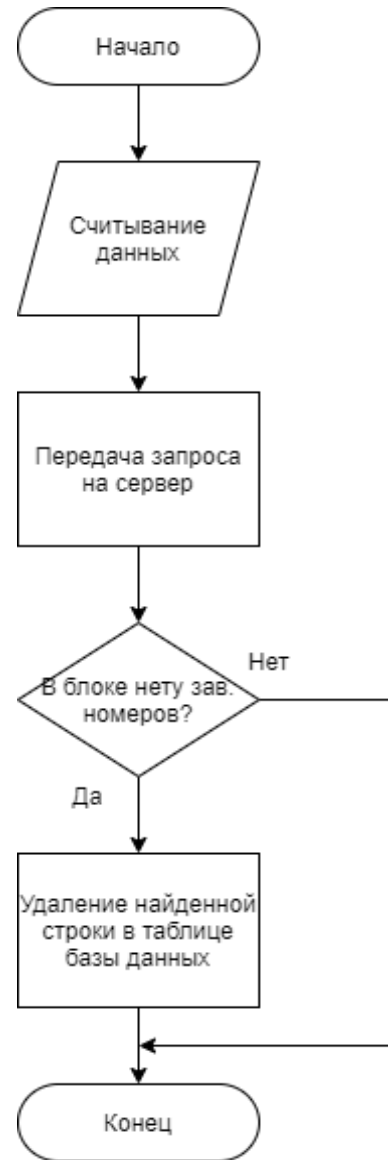 Начало
Считывание
данных
Передача запроса
на сервер
В блоке нету зав.
номеров?
Нет
Да
Удаление найденной
строки в таблице
базы данных
Конец